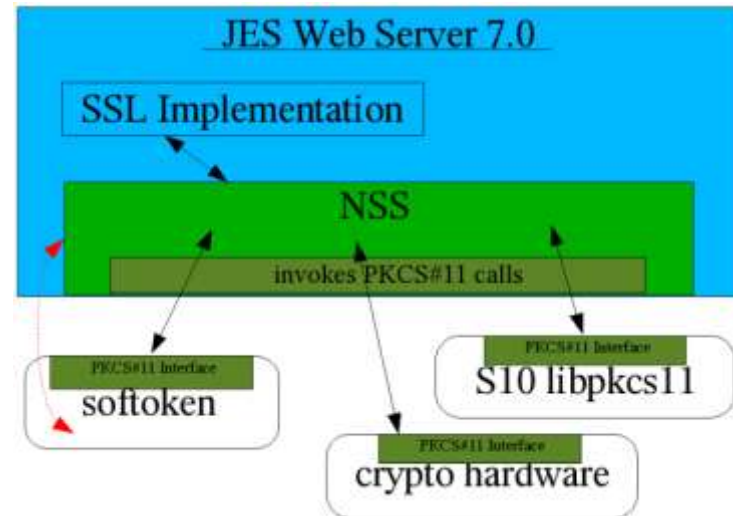 JES Web Server 7.0
SSL Implementation
NSS
invokes PKCS#11 calls
PKCS#11 Interface
softoken
PKCS#11 Interface
S10 libpkcs11
PKCS#11 Interface
crypto hardware